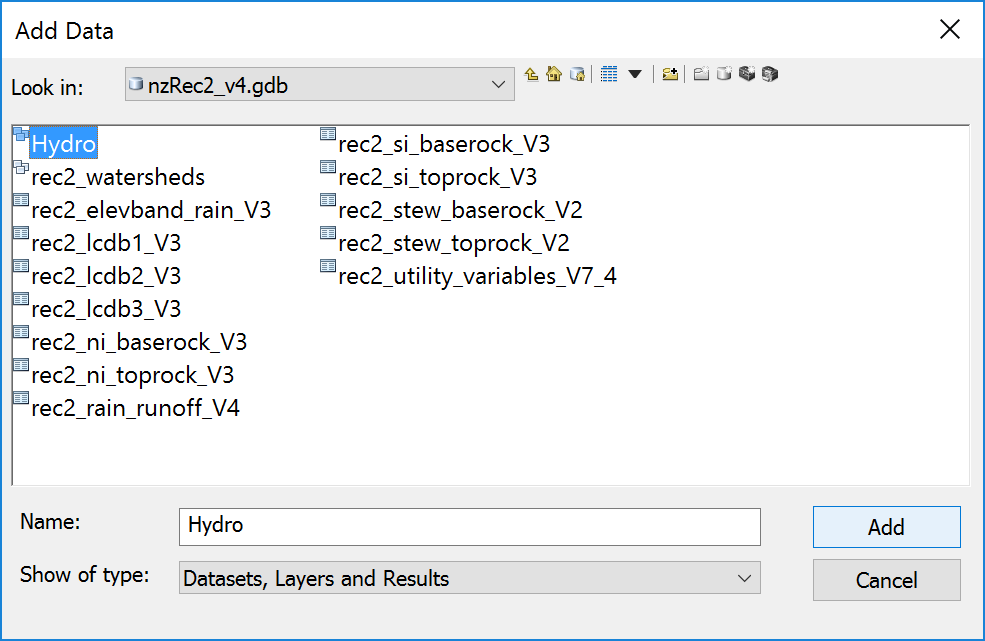 Add Data
Look in:
nzRec2_v4.gdb
Hydro
rec2_watersheds
rec2_elevband_rain_V3
rec2_lcdb1_V3
rec2_lcdb2_V3
rec2_lcdb3_V3
rec2_ni_baserock_V3
rec2_ni_toprock_V3
rec2_rain_runoff_V4
rec2_si_baserock_V3
rec2_si_toprock_V3
rec2_stew_baserock_V2
rec2_stew_toprock_V2
rec2_utility_variables_V7_4
Name:
Hydro
Add
Show of type:
Datasets, Layers and Results
Cancel